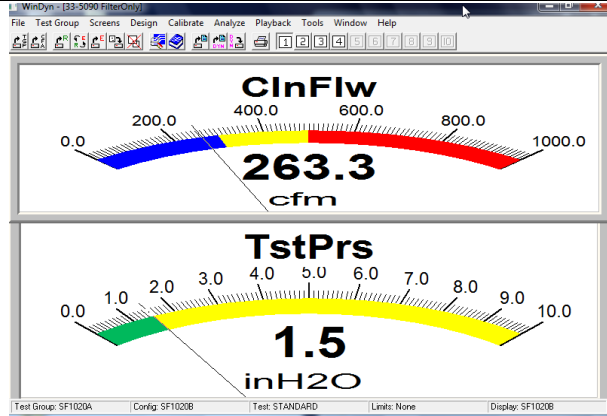 WinDyn - [33-5090 FilterOnly]
File Test Group Screens Design Calibrate Analyze Playback Tools Window Help
1 2 3 4 5 6 7 8 9 10
ClnFlw
0.0 200.0 400.0 600.0 800.0 1000.0
263.3
cfm
TstPrs
0.0 1.0 2.0 3.0 4.0 5.0 6.0 7.0 8.0 9.0 10.0
1.5
inH2O
Test Group: SF1020A Config: SF1020B Test: STANDARD Limits: None Display: SF1020B